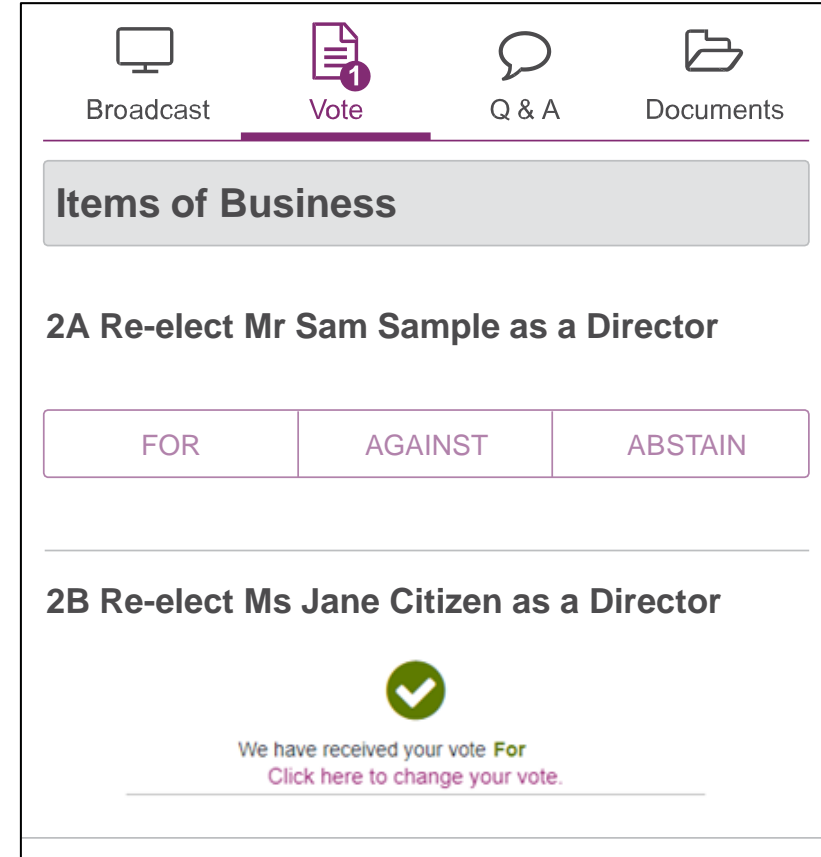 1
Broadcast Vote Q & A Documents
Items of Business
2A Re-elect Mr Sam Sample as a Director
FOR AGAINST ABSTAIN
2B Re-elect Ms Jane Citizen as a Director
We have received your vote For
Click here to change your vote.